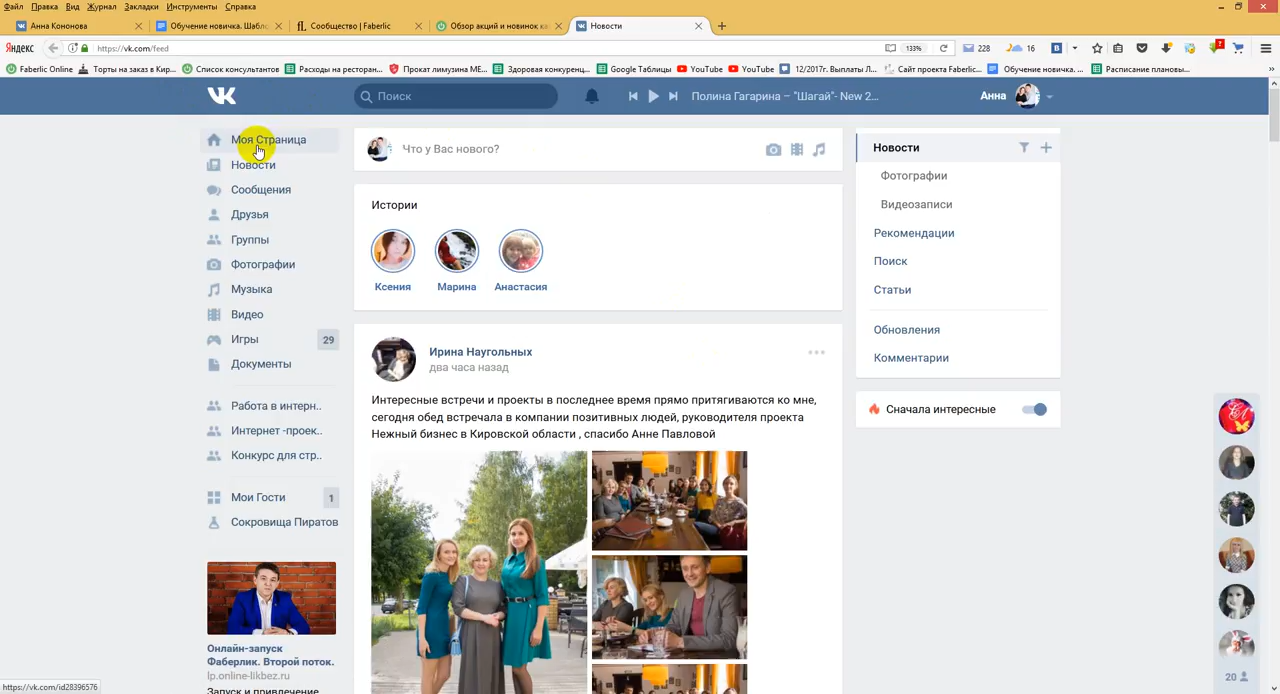 Файл Правка Вид Журнал Закладки Инструменты Справка
Анна Кононова
Обучение новичка. Шабл
Сообщество | Faberlic
Обзор акций и новинок ка
Новости
Яндекс
https://vk.com/feed
133%
228
16
7
Faberlic Online
Торты на заказ в Кир...
Список консультантов
Расходы на ресторан...
Прокат лимузина МЕ...
Здоровая конкуренц...
Google Таблицы
YouTube
YouTube
12/2017г. Выплаты Л...
Сайт проекта Faberlic...
Обучение новичка. ...
Расписание плановы...
Поиск
Полина Гагарина – "Шагай"- New 2...
Анна
Моя Страница
Новости
Сообщения
Друзья
Группы
Фотографии
Музыка
Видео
Игры
29
Документы
Работа в интерн..
Интернет -проек..
Конкурс для стр..
Мои Гости
1
Сокровища Пиратов
Онлайн-запуск
Фаберлик. Второй поток.
lp.online-likbez.ru
Запуск и привлечение
Что у Вас нового?
Истории
Ксения
Марина
Анастасия
Ирина Наугольных
два часа назад
Интересные встречи и проекты в последнее время прямо притягиваются ко мне,
сегодня обед встречала в компании позитивных людей, руководителя проекта
Нежный бизнес в Кировской области , спасибо Анне Павловой
Новости
Фотографии
Видеозаписи
Рекомендации
Поиск
Статьи
Обновления
Комментарии
Сначала интересные
20
https://vk.com/id28396576